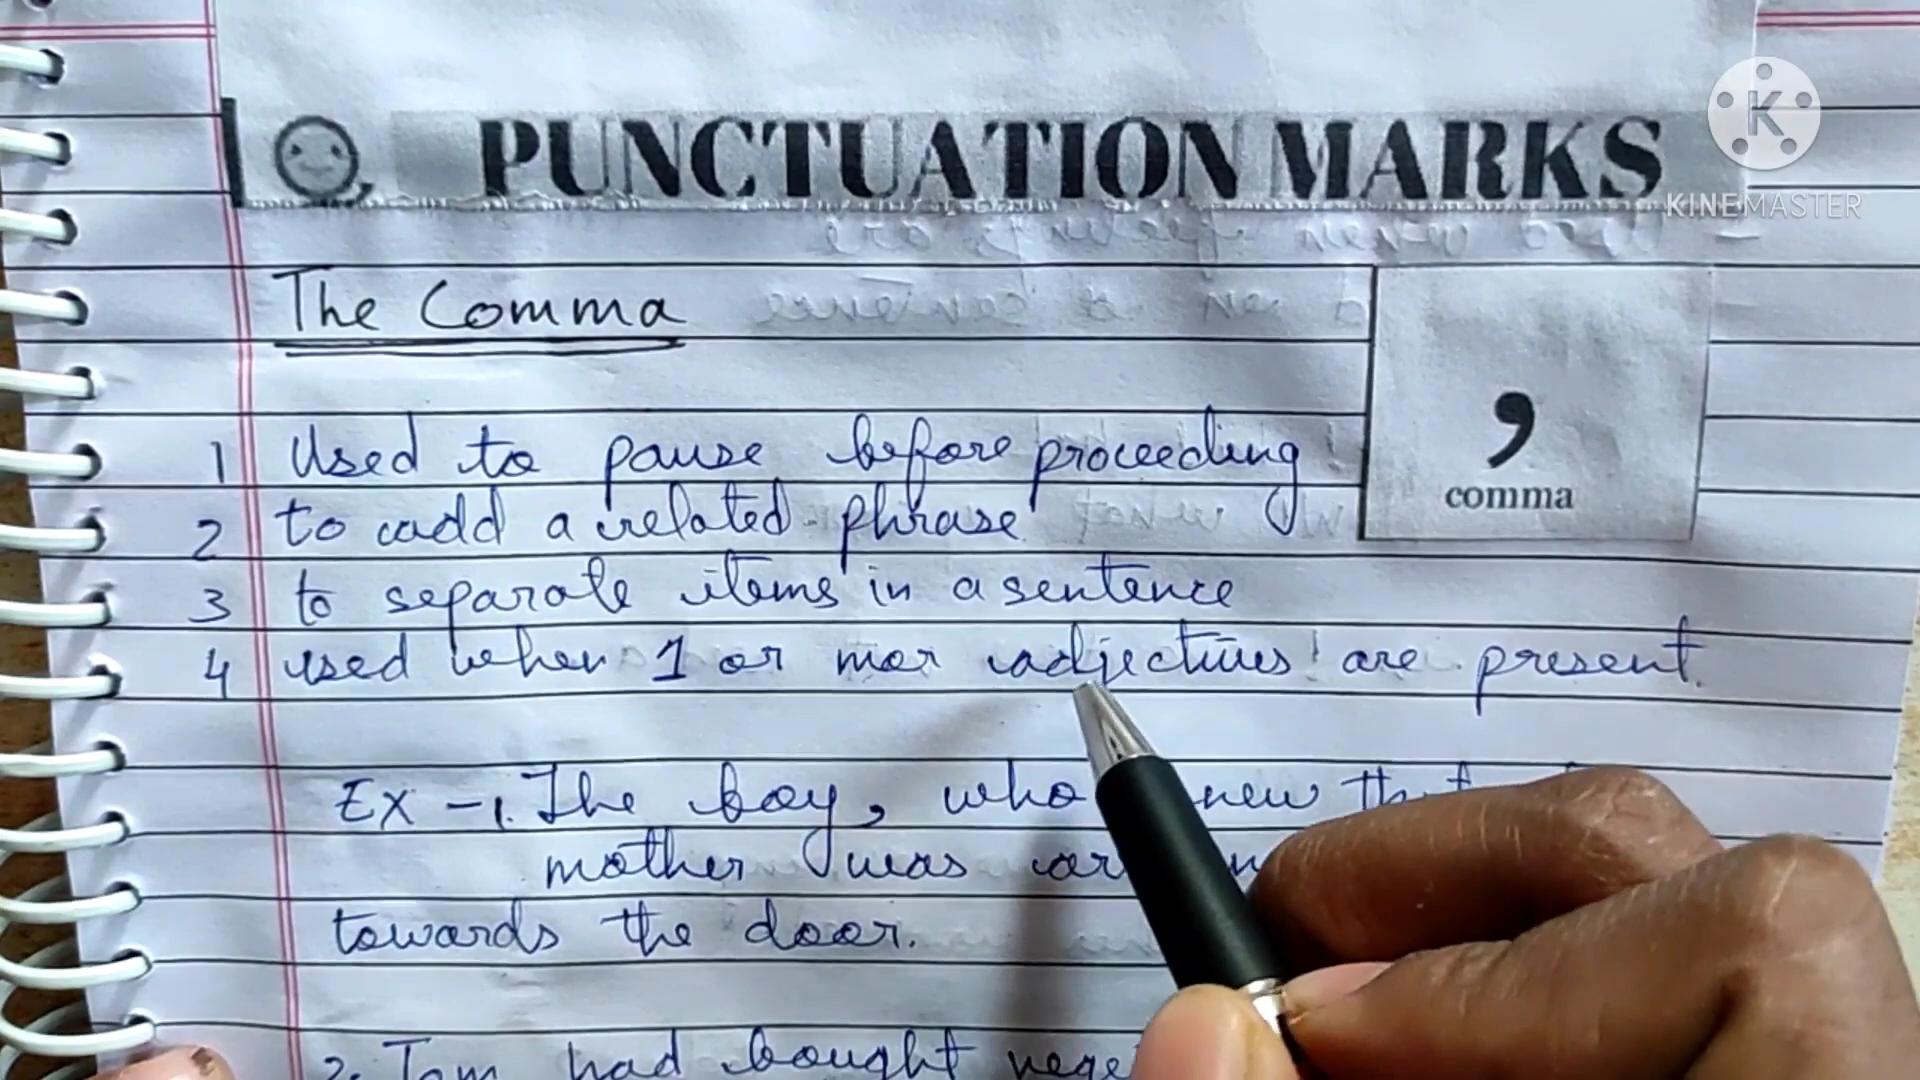 PUNCTUATION MARKS
K
KINEMASTER
The Comma
,
comma
1 Used to pause before proceeding
2 to add a related phrase
3 to separate items in a sentence
4 used when 1 or mor adjectives are present.
Ex -1. The boy, who
mother was
towards the door.
2. Tom had bought